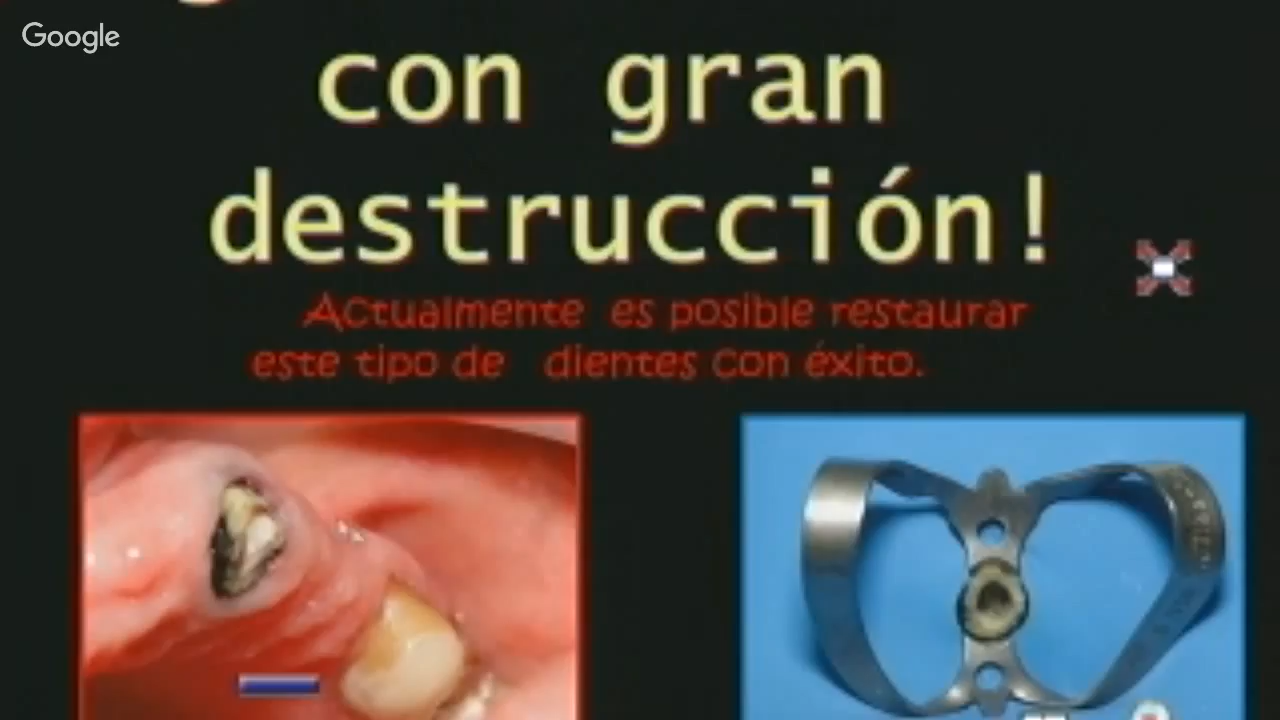 Google
con gran
destrucción!
Actualmente es posible restaurar
este tipo de dientes con éxito.